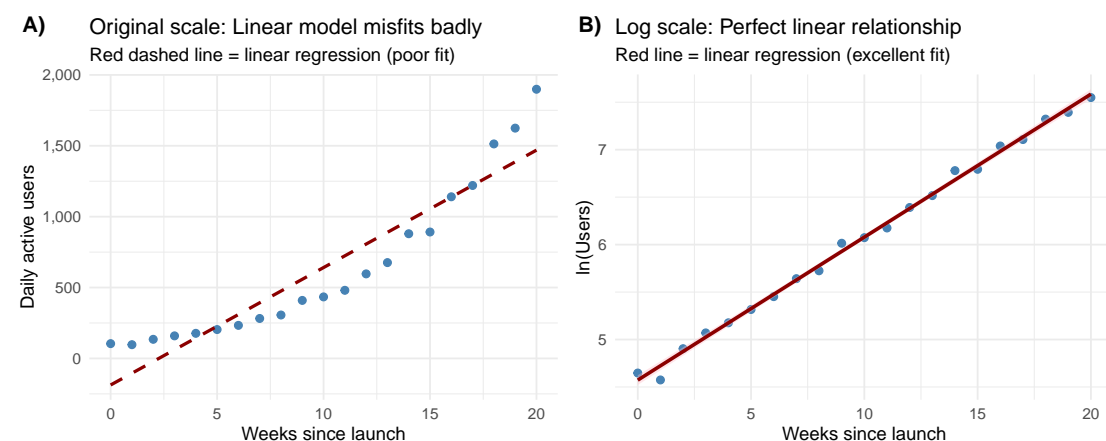 A)
Original scale: Linear model misfits badly
Red dashed line = linear regression (poor fit)
2,000
1,500
1,000
500
0
Daily active users
0 5 10 15 20
Weeks since launch
B)
Log scale: Perfect linear relationship
Red line = linear regression (excellent fit)
7
6
5
ln(Users)
0 5 10 15 20
Weeks since launch